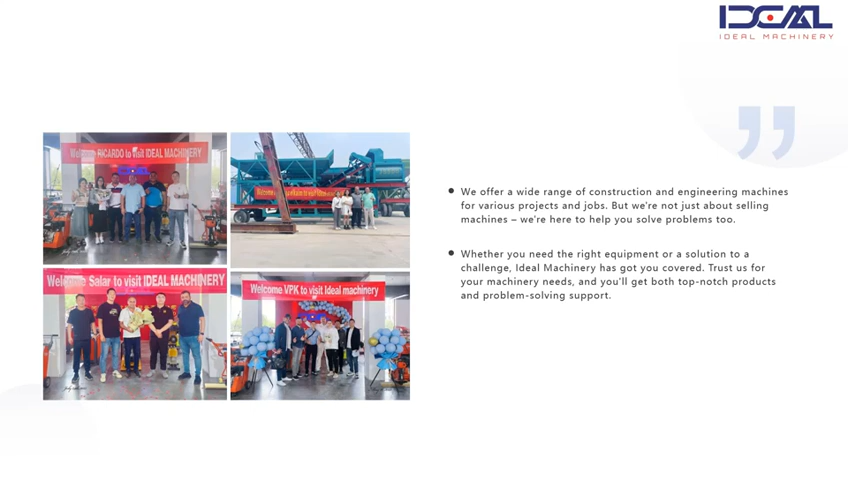 IDEAL
IDEAL MACHINERY
Welcome RICARDO to visit IDEAL MACHINERY
Welcome Salar to visit IDEAL MACHINERY
Welcome VPK to visit Ideal machinery
We offer a wide range of construction and engineering machines
for various projects and jobs. But we're not just about selling
machines – we're here to help you solve problems too.
Whether you need the right equipment or a solution to a
challenge, Ideal Machinery has got you covered. Trust us for
your machinery needs, and you'll get both top-notch products
and problem-solving support.